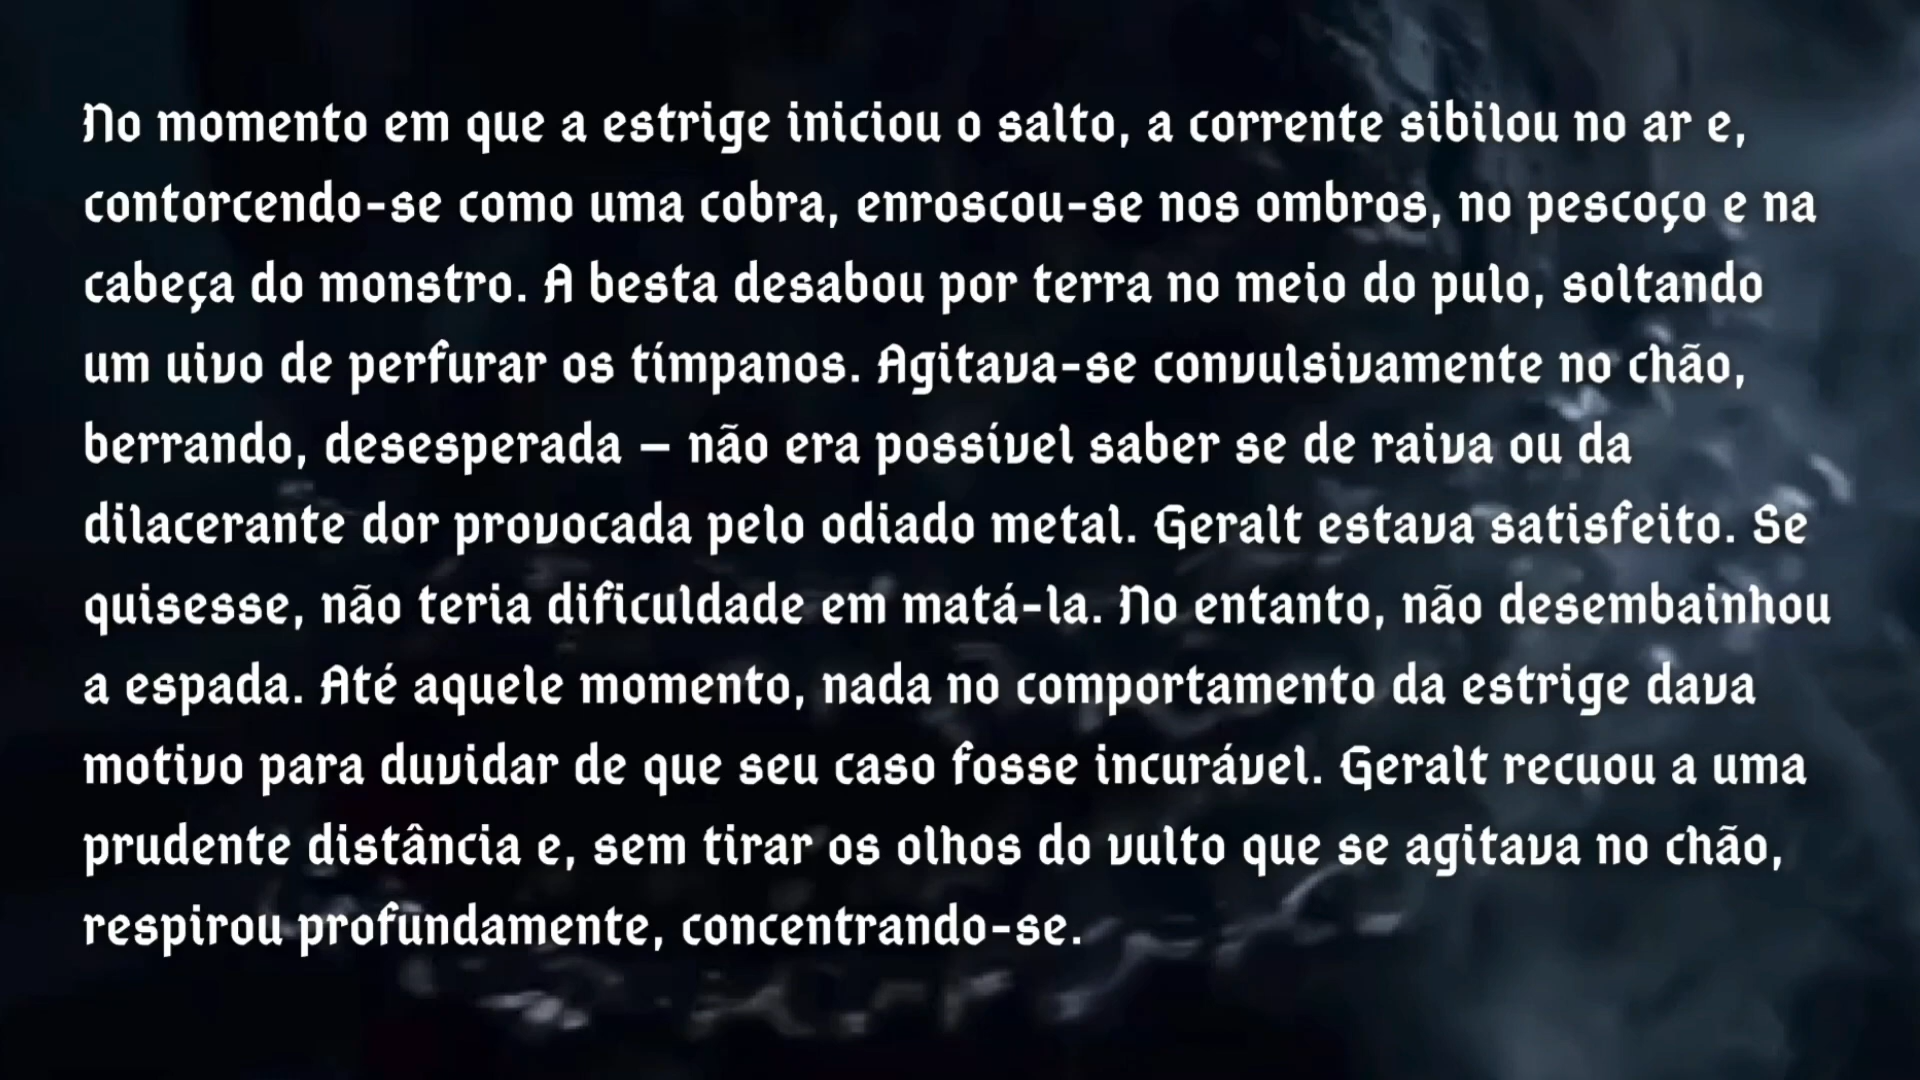 No momento em que a estrige iniciou o salto, a corrente sibilou no ar e,
contorcendo-se como uma cobra, enroscou-se nos ombros, no pescoço e na
cabeça do monstro. A besta desabou por terra no meio do pulo, soltando
um uivo de perfurar os tímpanos. Agitava-se convulsivamente no chão,
berrando, desesperada – não era possível saber se de raiva ou da
dilacerante dor provocada pelo odiado metal. Geralt estava satisfeito. Se
quisesse, não teria dificuldade em matá-la. No entanto, não desembainhou
a espada. Até aquele momento, nada no comportamento da estrige dava
motivo para duvidar de que seu caso fosse incurável. Geralt recuou a uma
prudente distância e, sem tirar os olhos do vulto que se agitava no chão,
respirou profundamente, concentrando-se.